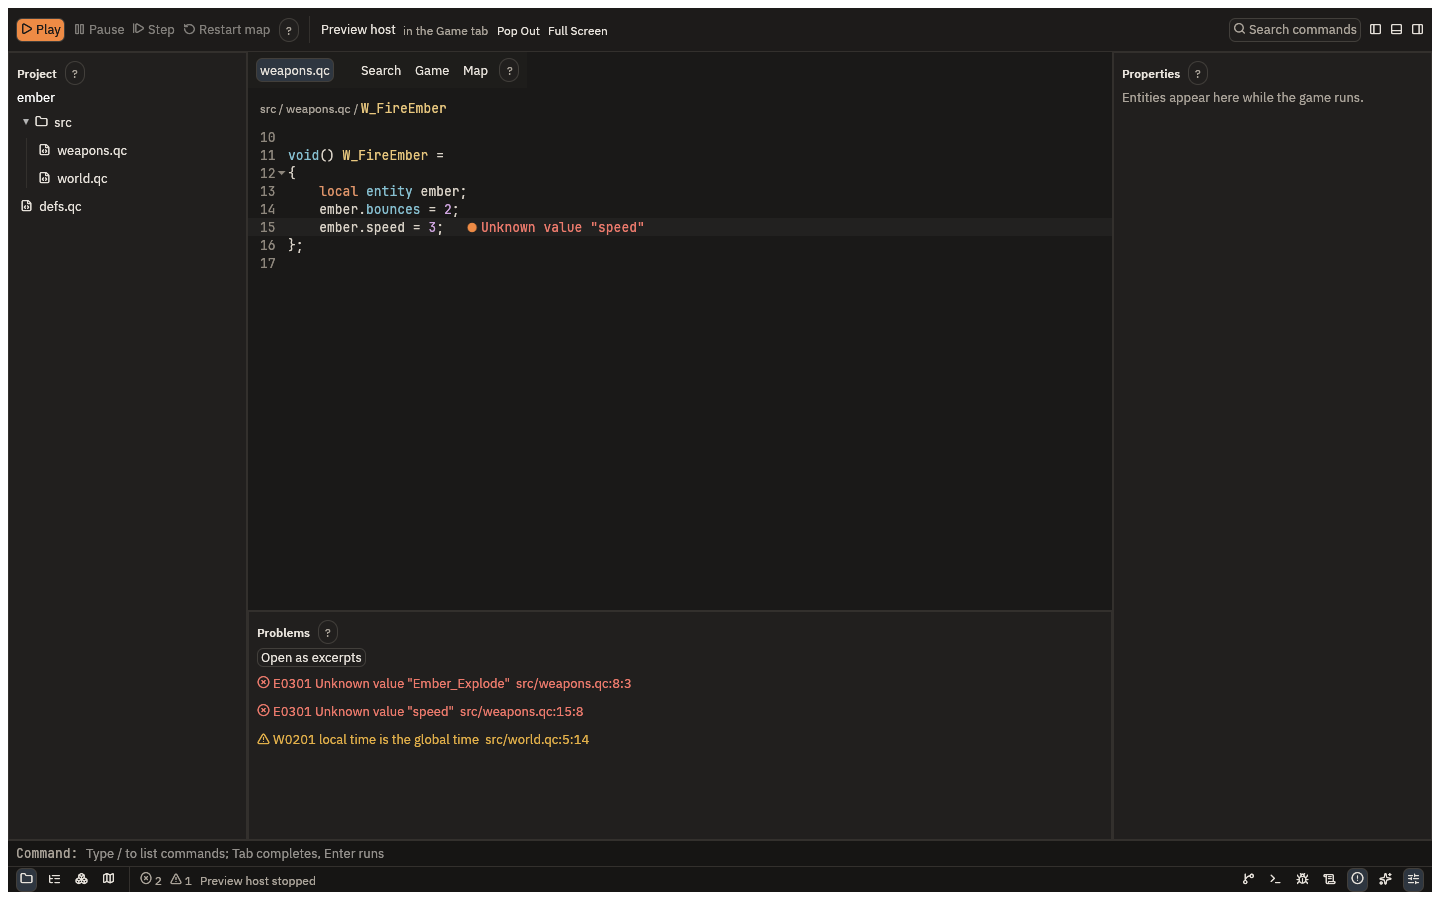 Play Pause Step Restart map ? Preview host in the Game tab Pop Out Full Screen Search commands
Project ?
ember
src
weapons.qc
world.qc
defs.qc
weapons.qc Search Game Map ?
src / weapons.qc / W_FireEmber
10
11 void() W_FireEmber =
12 {
13 local entity ember;
14 ember.bounces = 2;
15 ember.speed = 3; Unknown value "speed"
16 };
17
Problems ?
Open as excerpts
E0301 Unknown value "Ember_Explode" src/weapons.qc:8:3
E0301 Unknown value "speed" src/weapons.qc:15:8
W0201 local time is the global time src/world.qc:5:14
Properties ?
Entities appear here while the game runs.
Command: Type / to list commands; Tab completes, Enter runs
2 1 Preview host stopped